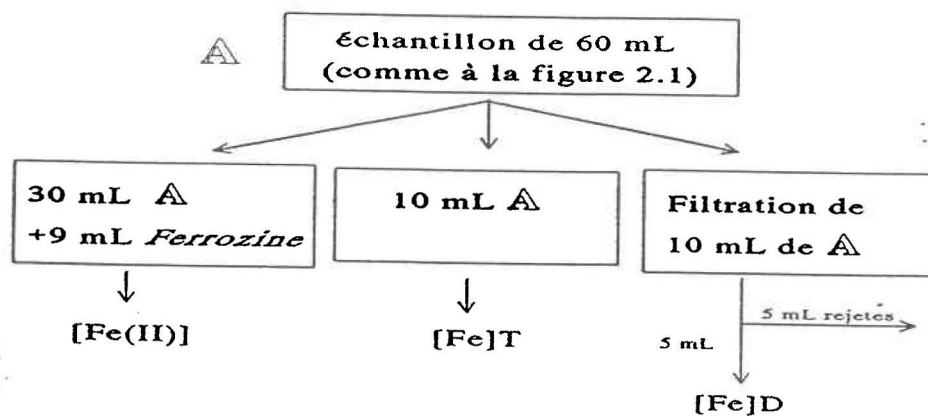 A
échantillon de 60 mL
(comme à la figure 2.1)
30 mL A
+9 mL Ferrozine
10 mL A
Filtration de
10 mL de A
[Fe(II)]
[Fe]T
5 mL rejetés
5 mL
[Fe]D